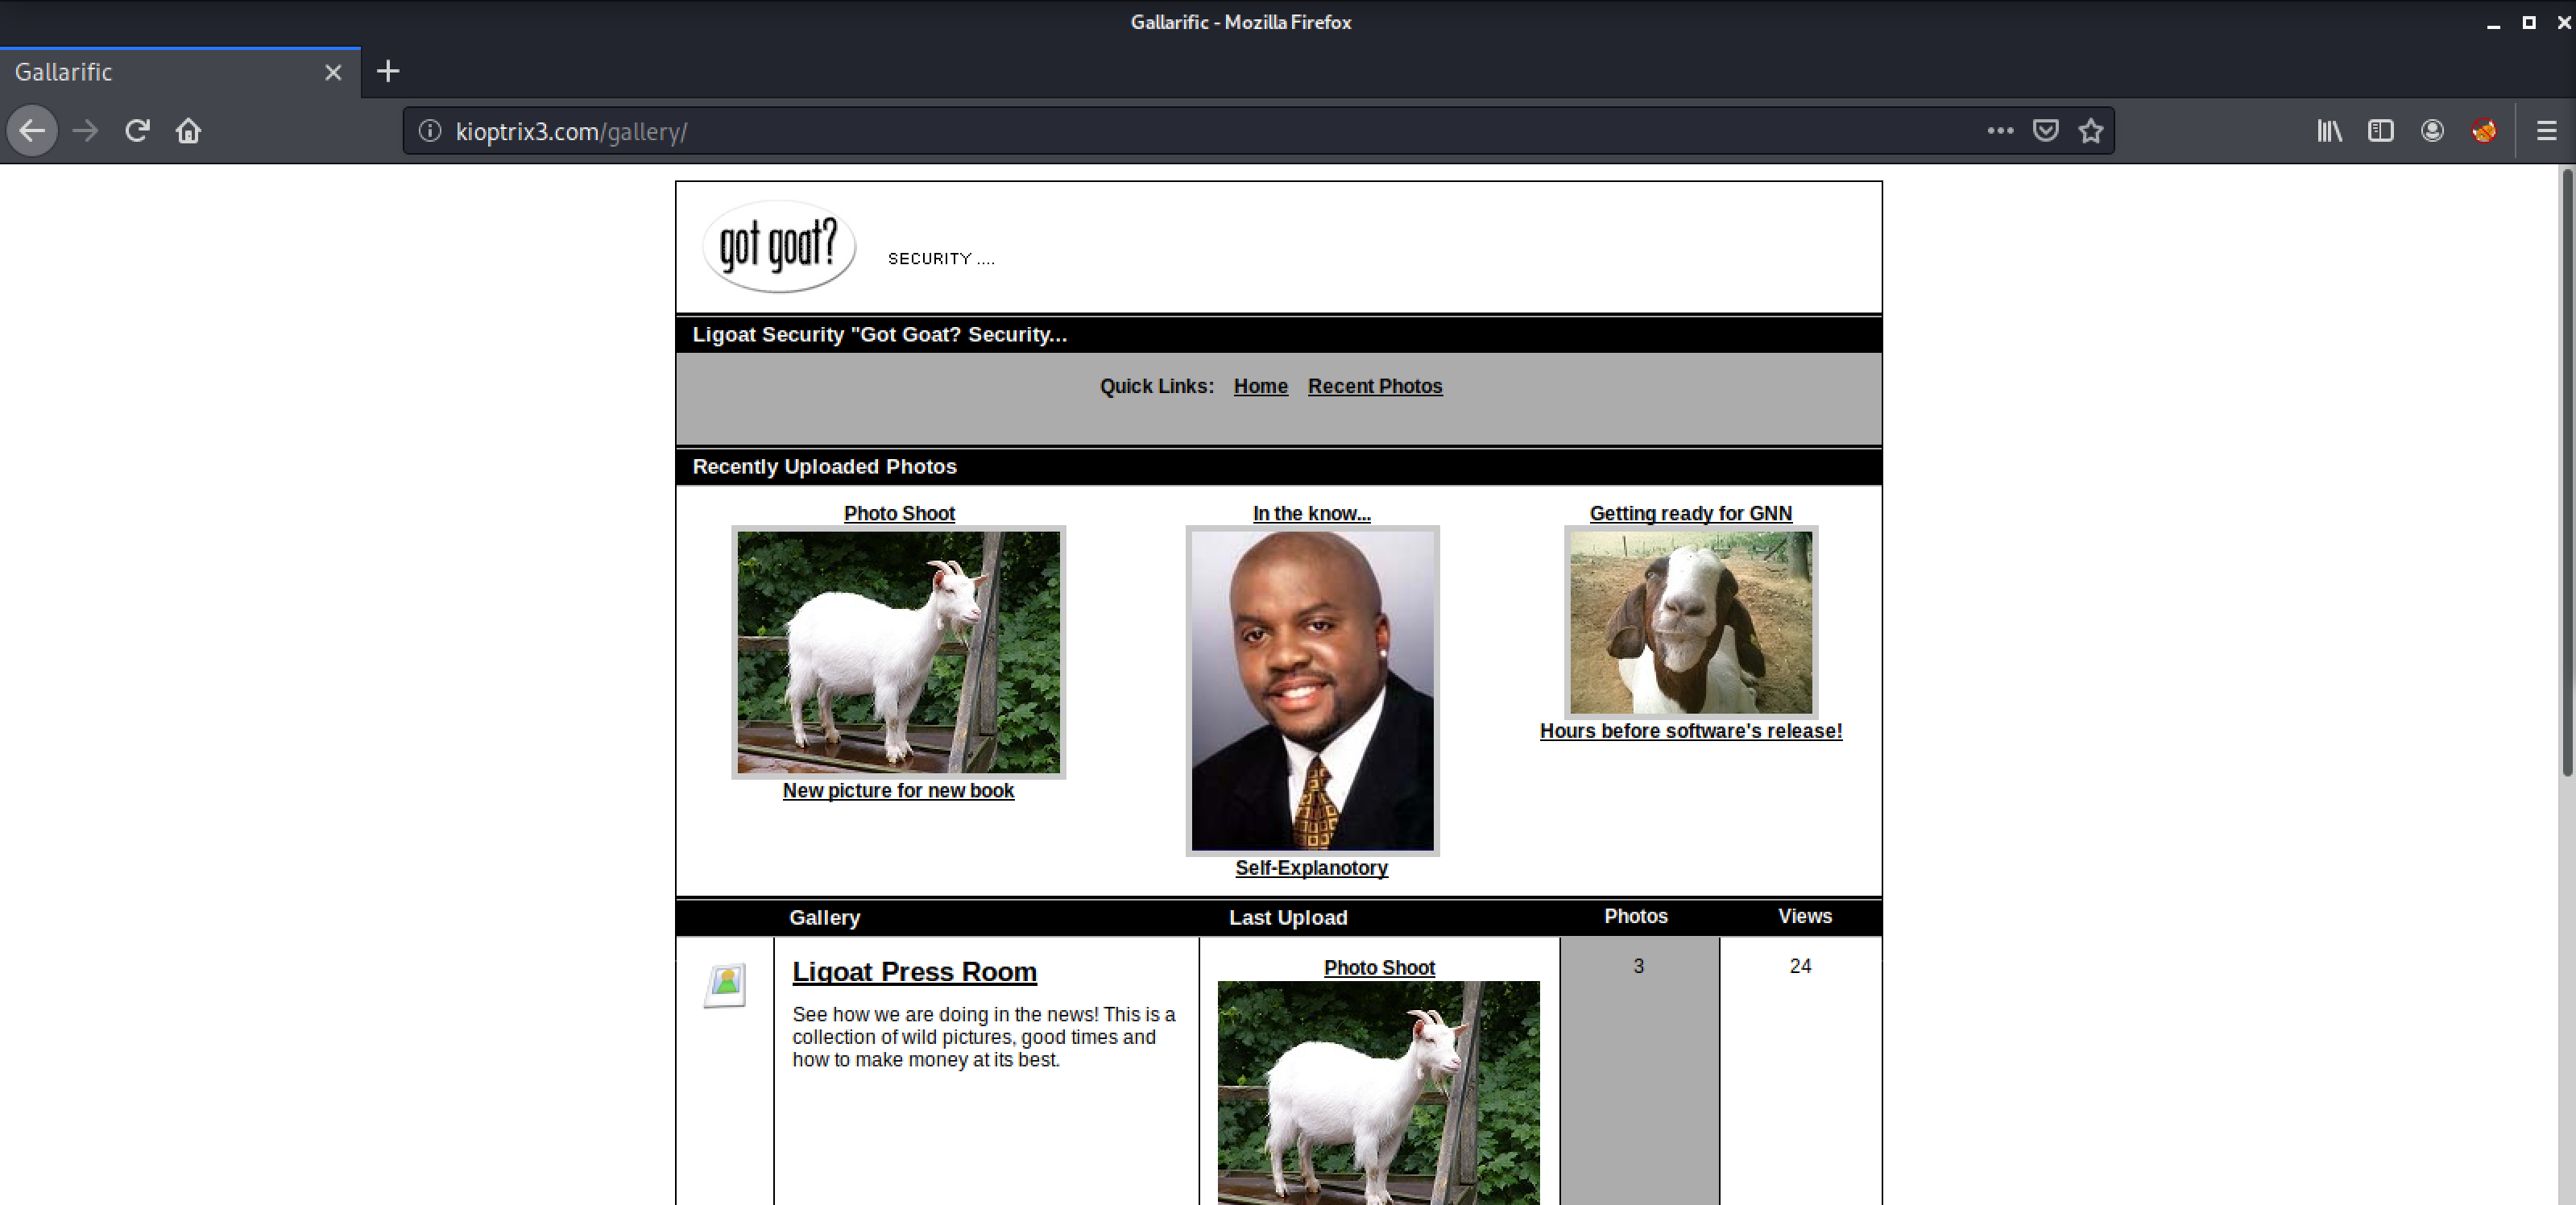 Gallarific - Mozilla Firefox
Gallarific
kioptrix3.com/gallery/
got goat?
SECURITY ....
Ligoat Security "Got Goat? Security...
Quick Links: Home Recent Photos
Recently Uploaded Photos
Photo Shoot In the know... Getting ready for GNN
Hours before software's release!
New picture for new book
Self-Explanotory
Gallery Last Upload Photos Views
Ligoat Press Room Photo Shoot 3 24
See how we are doing in the news! This is a
collection of wild pictures, good times and
how to make money at its best.